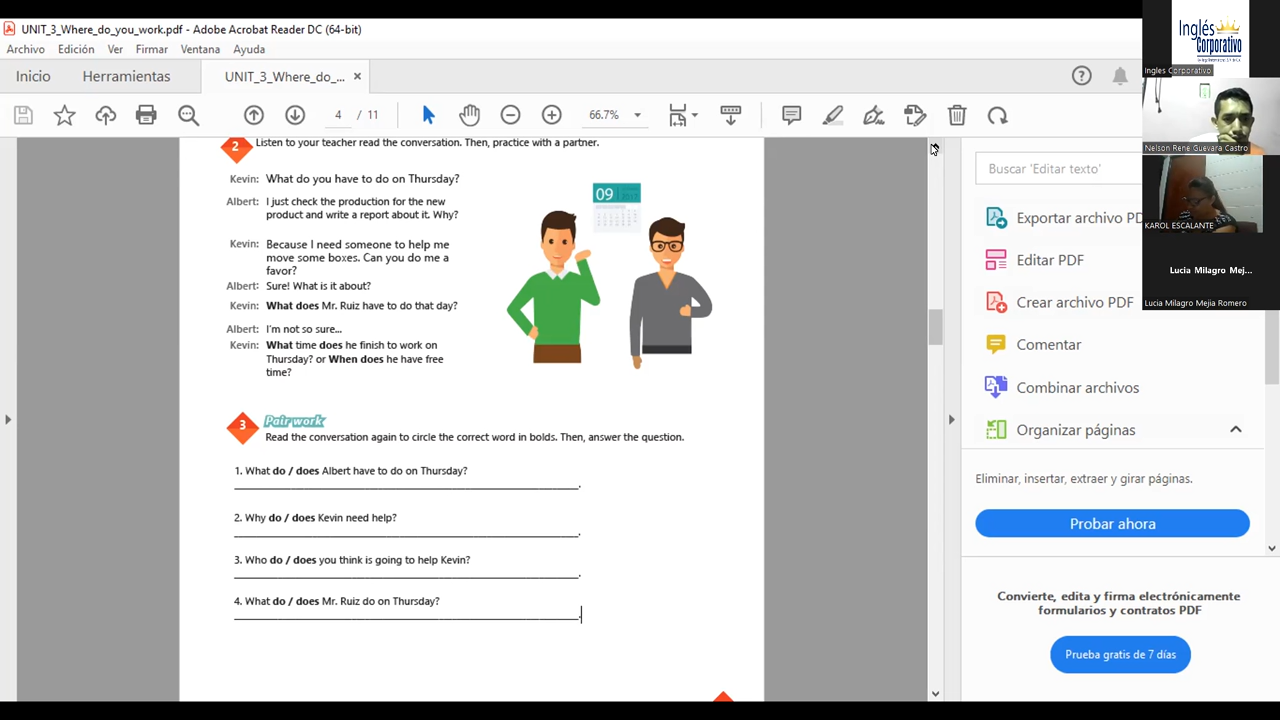 UNIT_3_Where_do_you_work.pdf - Adobe Acrobat Reader DC (64-bit)
Archivo Edición Ver Firmar Ventana Ayuda
Inicio Herramientas UNIT_3_Where_do_... ×
4 / 11 66.7%
2 Listen to your teacher read the conversation. Then, practice with a partner.
Kevin: What do you have to do on Thursday?
Albert: I just check the production for the new
product and write a report about it. Why?
Kevin: Because I need someone to help me
move some boxes. Can you do me a
favor?
Albert: Sure! What is it about?
Kevin: What does Mr. Ruiz have to do that day?
Albert: I'm not so sure...
Kevin: What time does he finish to work on
Thursday? or When does he have free
time?
09
3 Pair work
Read the conversation again to circle the correct word in bolds. Then, answer the question.
1. What do / does Albert have to do on Thursday?
2. Why do / does Kevin need help?
3. Who do / does you think is going to help Kevin?
4. What do / does Mr. Ruiz do on Thursday?
Buscar 'Editar texto'
Exportar archivo PD
Editar PDF
Crear archivo PDF
Comentar
Combinar archivos
Organizar páginas
Eliminar, insertar, extraer y girar páginas.
Probar ahora
Convierte, edita y firma electrónicamente
formularios y contratos PDF
Prueba gratis de 7 días
Inglés
Corporativo
Ingles Corporativo
Nelson Rene Guevara Castro
KAROL ESCALANTE
Lucia Milagro Mej...
Lucia Milagro Mejia Romero